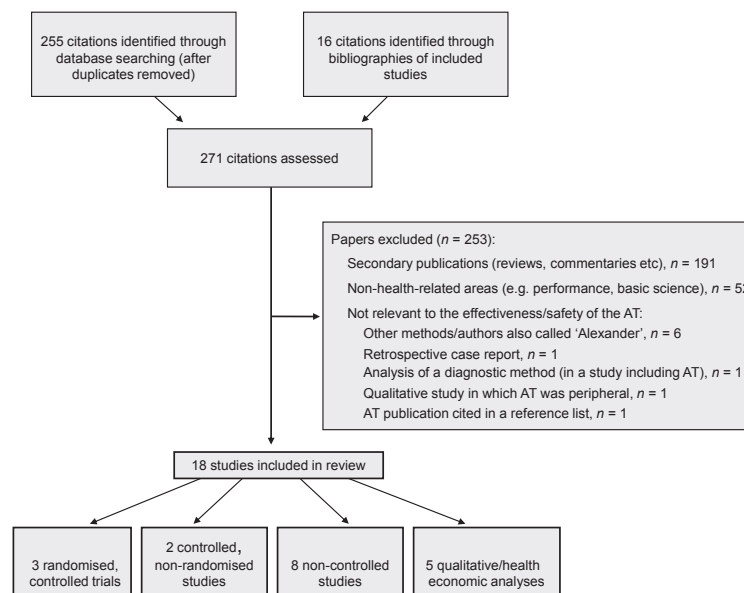 255 citations identified through
database searching (after
duplicates removed)
16 citations identified through
bibliographies of included
studies
271 citations assessed
Papers excluded (n = 253):
Secondary publications (reviews, commentaries etc), n = 191
Non-health-related areas (e.g. performance, basic science), n = 52
Not relevant to the effectiveness/safety of the AT:
Other methods/authors also called ‘Alexander’, n = 6
Retrospective case report, n = 1
Analysis of a diagnostic method (in a study including AT), n = 1
Qualitative study in which AT was peripheral, n = 1
AT publication cited in a reference list, n = 1
18 studies included in review
3 randomised,
controlled trials
2 controlled,
non-randomised
studies
8 non-controlled
studies
5 qualitative/health
economic analyses